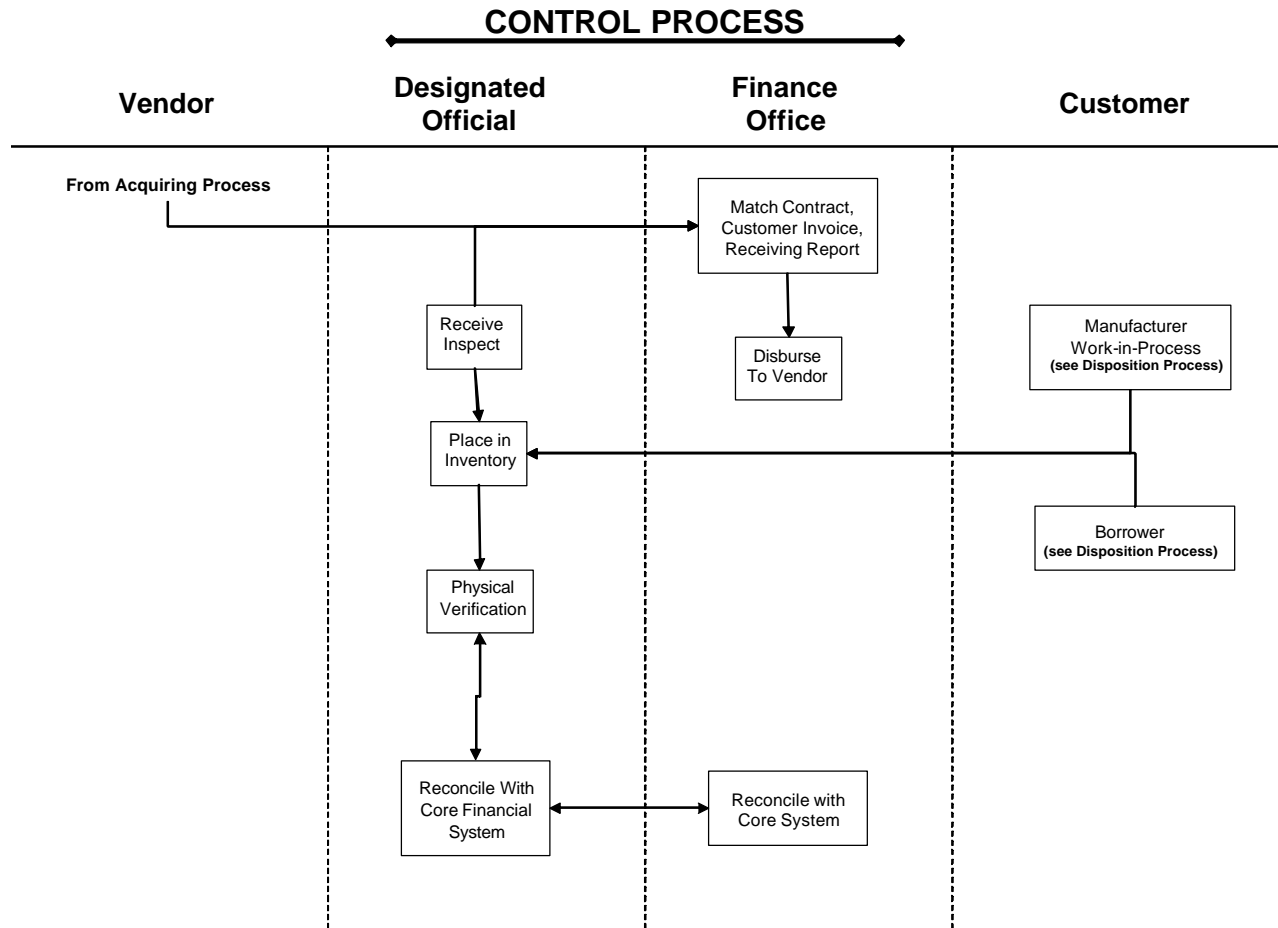 CONTROL PROCESS
Vendor
Designated
Official
Finance
Office
Customer
From Acquiring Process
Match Contract,
Customer Invoice,
Receiving Report
Receive
Inspect
Disburse
To Vendor
Manufacturer
Work-in-Process
(see Disposition Process)
Place in
Inventory
Borrower
(see Disposition Process)
Physical
Verification
Reconcile With
Core Financial
System
Reconcile with
Core System